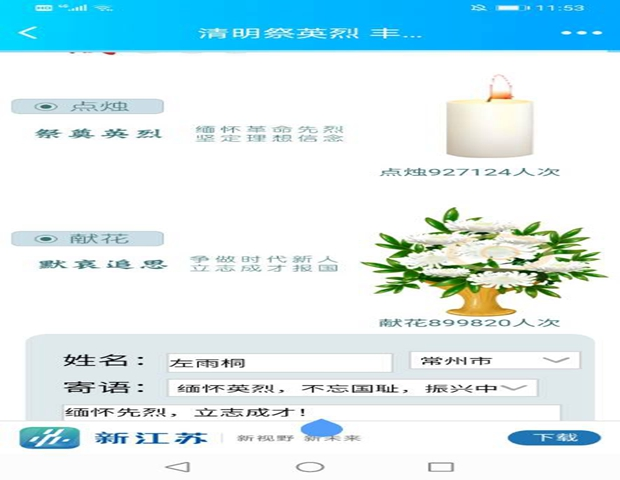 11:53
清明祭英烈 丰...
点烛
祭奠英烈
缅怀革命先烈
坚定理想信念
点烛927124人次
献花
默哀追思
争做时代新人
立志成才报国
献花899820人次
姓名： 左雨桐 常州市
寄语： 缅怀英烈，不忘国耻，振兴中
缅怀先烈，立志成才！
新江苏 新视野 新未来 下载